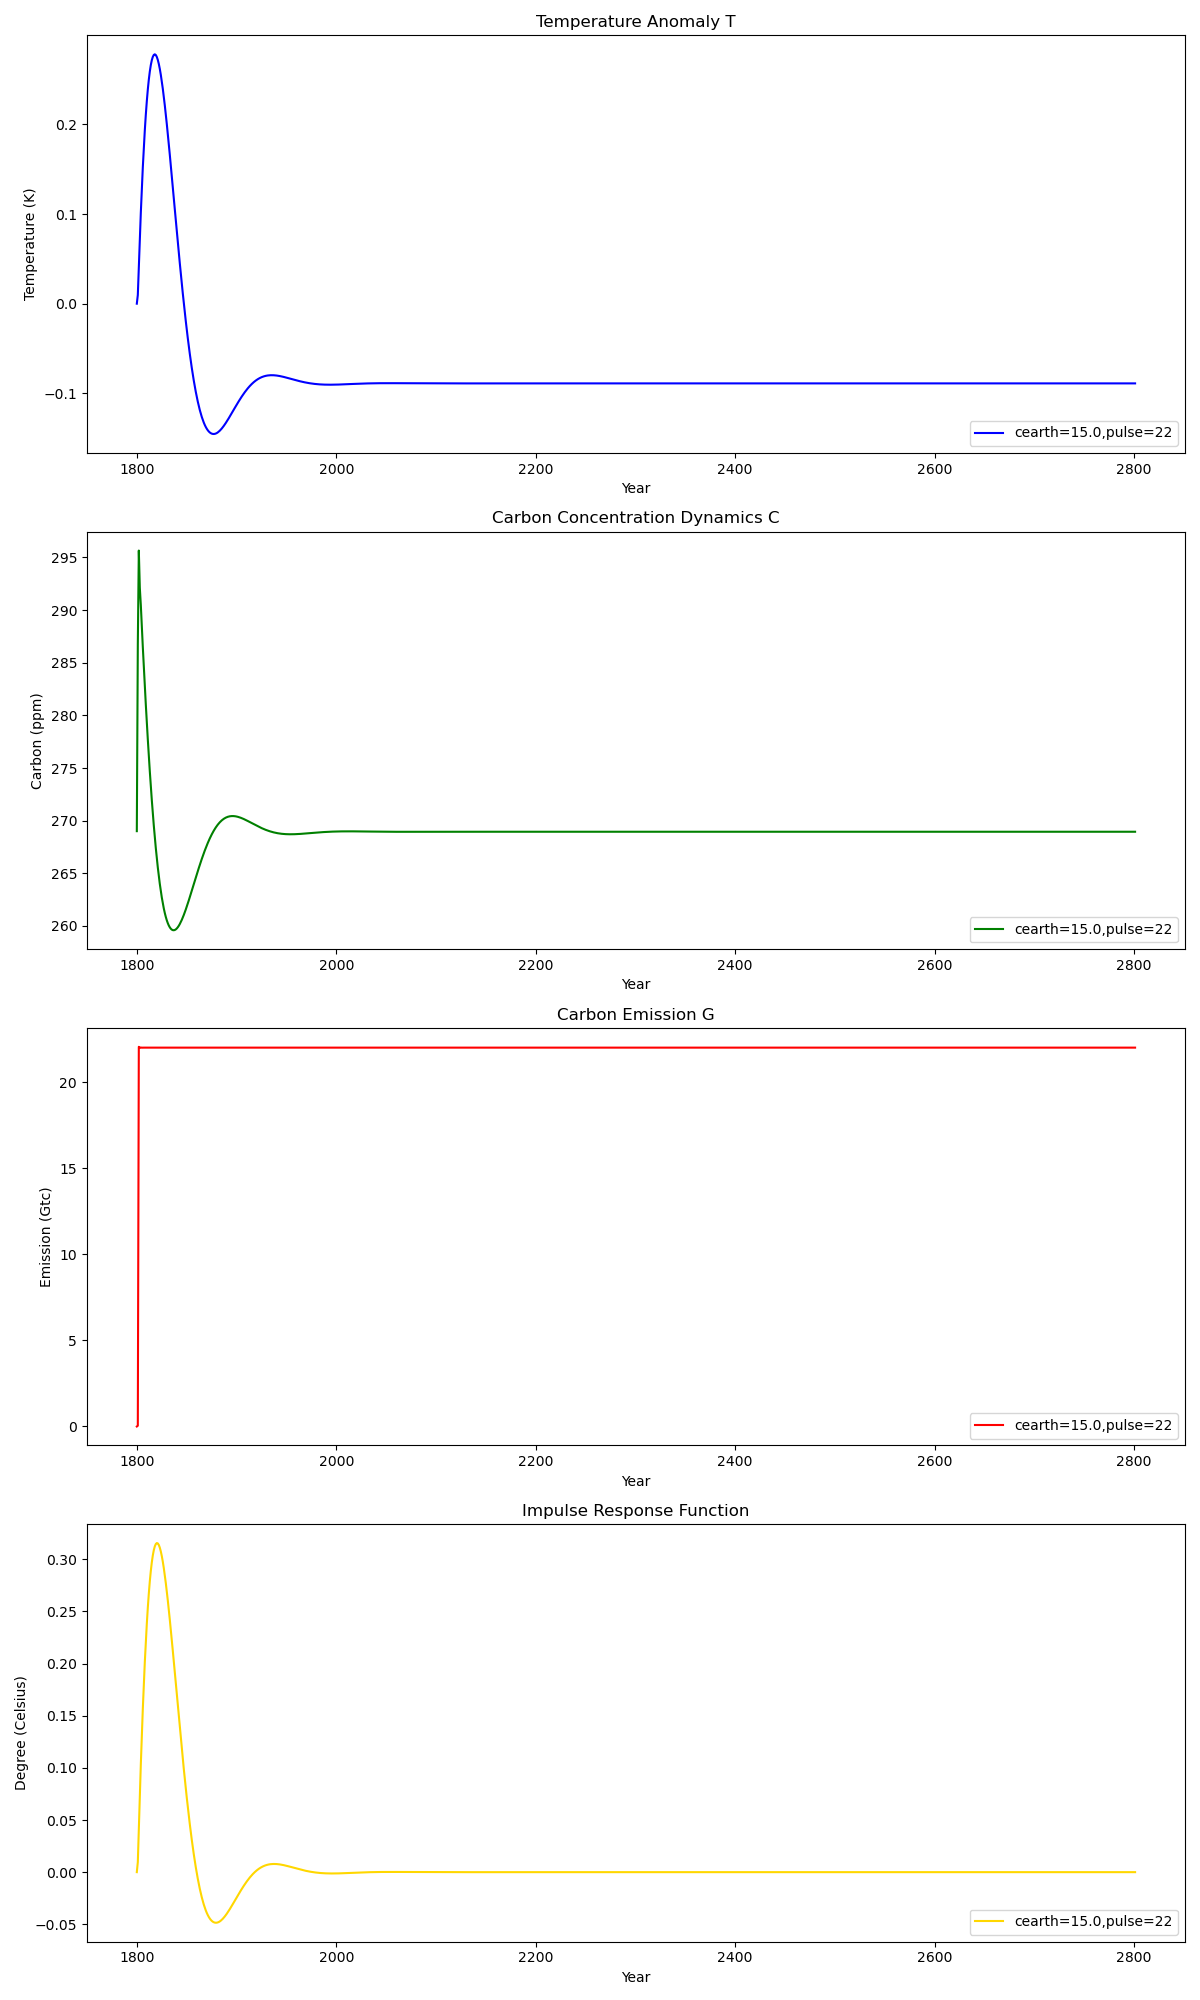 Temperature Anomaly T
Temperature (K)
0.2
0.1
0.0
−0.1
cearth=15.0,pulse=22
1800 2000 2200 2400 2600 2800
Year
Carbon Concentration Dynamics C
Carbon (ppm)
295
290
285
280
275
270
265
260
cearth=15.0,pulse=22
1800 2000 2200 2400 2600 2800
Year
Carbon Emission G
Emission (Gtc)
20
15
10
5
0
cearth=15.0,pulse=22
1800 2000 2200 2400 2600 2800
Year
Impulse Response Function
Degree (Celsius)
0.30
0.25
0.20
0.15
0.10
0.05
0.00
−0.05
cearth=15.0,pulse=22
1800 2000 2200 2400 2600 2800
Year